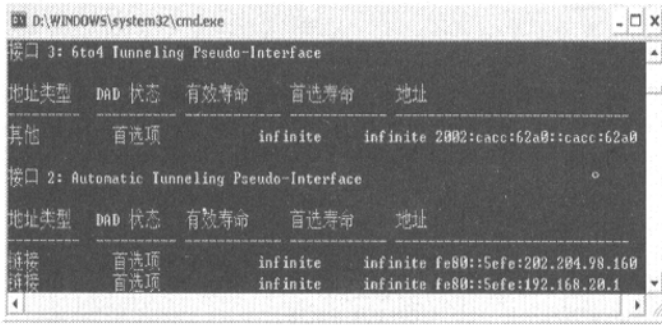 D:\WINDOWS\system32\cmd.exe
接口 3: 6to4 Tunneling Pseudo-Interface
地址类型 DAD 状态 有效寿命 首选寿命 地址
其他 首选项 infinite infinite 2002:cacc:62a0::cacc:62a0
接口 2: Automatic Tunneling Pseudo-Interface
地址类型 DAD 状态 有效寿命 首选寿命 地址
链接 首选项 infinite infinite fe80::5efe:202.204.98.160
链接 首选项 infinite infinite fe80::5efe:192.168.20.1